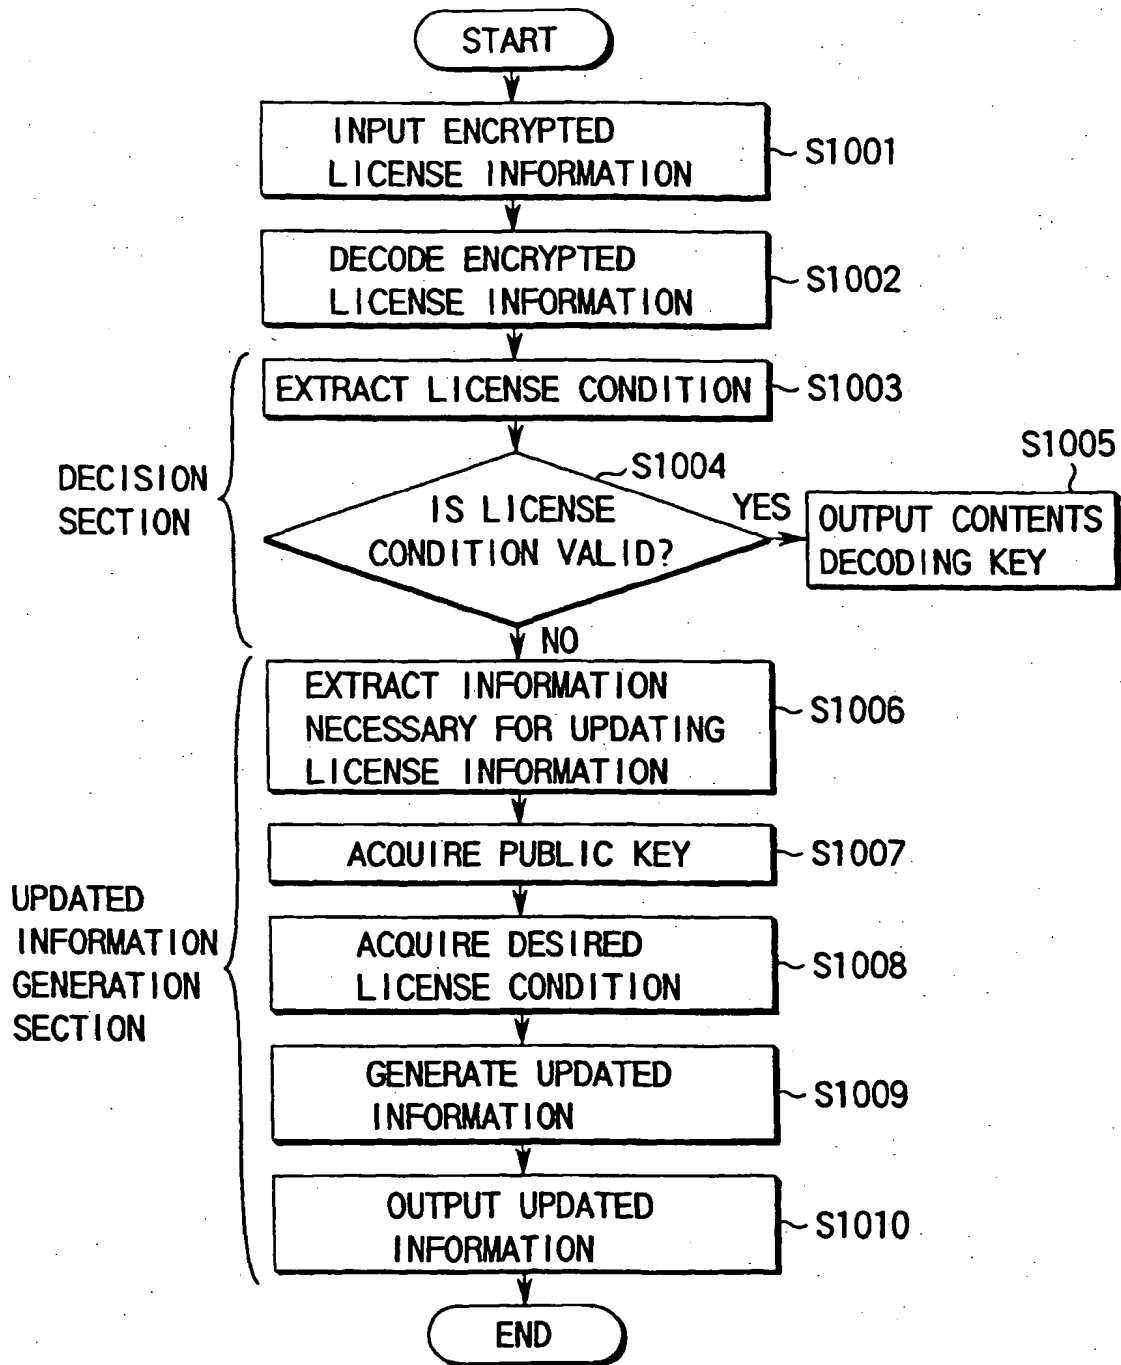 START
INPUT ENCRYPTED
LICENSE INFORMATION
S1001
DECODE ENCRYPTED
LICENSE INFORMATION
S1002
DECISION
SECTION
EXTRACT LICENSE CONDITION
S1003
S1004
IS LICENSE
CONDITION VALID?
YES
S1005
OUTPUT CONTENTS
DECODING KEY
NO
UPDATED
INFORMATION
GENERATION
SECTION
EXTRACT INFORMATION
NECESSARY FOR UPDATING
LICENSE INFORMATION
S1006
ACQUIRE PUBLIC KEY
S1007
ACQUIRE DESIRED
LICENSE CONDITION
S1008
GENERATE UPDATED
INFORMATION
S1009
OUTPUT UPDATED
INFORMATION
S1010
END